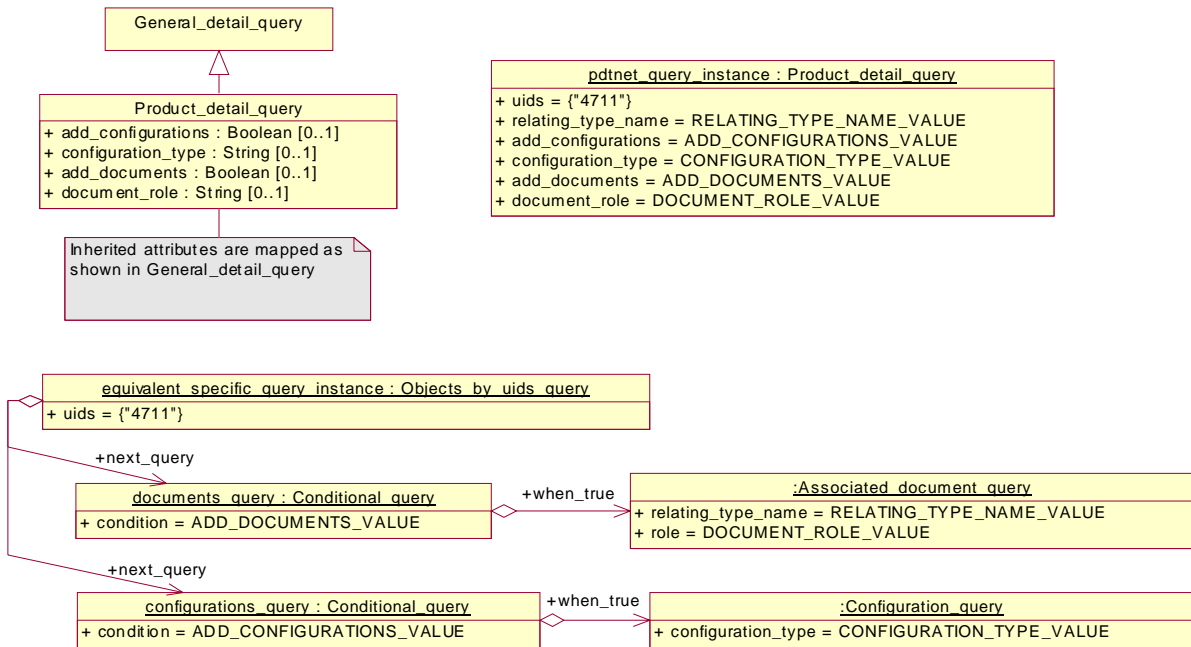 General_detail_query
Product_detail_query
+ add_configurations : Boolean [0..1]
+ configuration_type : String [0..1]
+ add_documents : Boolean [0..1]
+ document_role : String [0..1]
Inherited attributes are mapped as
shown in General_detail_query
pdtnet_query_instance : Product_detail_query
+ uids = {"4711"}
+ relating_type_name = RELATING_TYPE_NAME_VALUE
+ add_configurations = ADD_CONFIGURATIONS_VALUE
+ configuration_type = CONFIGURATION_TYPE_VALUE
+ add_documents = ADD_DOCUMENTS_VALUE
+ document_role = DOCUMENT_ROLE_VALUE
equivalent_specific_query_instance : Objects_by_uids_query
+ uids = {"4711"}
+next_query
documents_query : Conditional_query
+ condition = ADD_DOCUMENTS_VALUE
+when_true
:Associated_document_query
+ relating_type_name = RELATING_TYPE_NAME_VALUE
+ role = DOCUMENT_ROLE_VALUE
+next_query
configurations_query : Conditional_query
+ condition = ADD_CONFIGURATIONS_VALUE
+when_true
:Configuration_query
+ configuration_type = CONFIGURATION_TYPE_VALUE